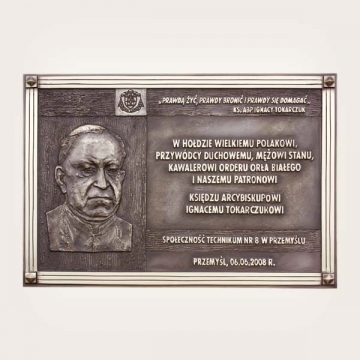 „PRAWDĄ ŻYĆ, PRAWDY BRONIĆ I PRAWDY SIĘ DOMAGAĆ”
KS. ABP IGNACY TOKARCZUK
W HOŁDZIE WIELKIEMU POLAKOWI,
PRZYWÓDCY DUCHOWEMU, MĘŻOWI STANU,
KAWALEROWI ORDERU ORŁA BIAŁEGO
I NASZEMU PATRONOWI
KSIĘDZU ARCYBISKUPOWI
IGNACEMU TOKARCZUKOWI
SPOŁECZNOŚĆ TECHNIKUM NR 8 W PRZEMYŚLU
PRZEMYŚL, 06.06.2008 R.